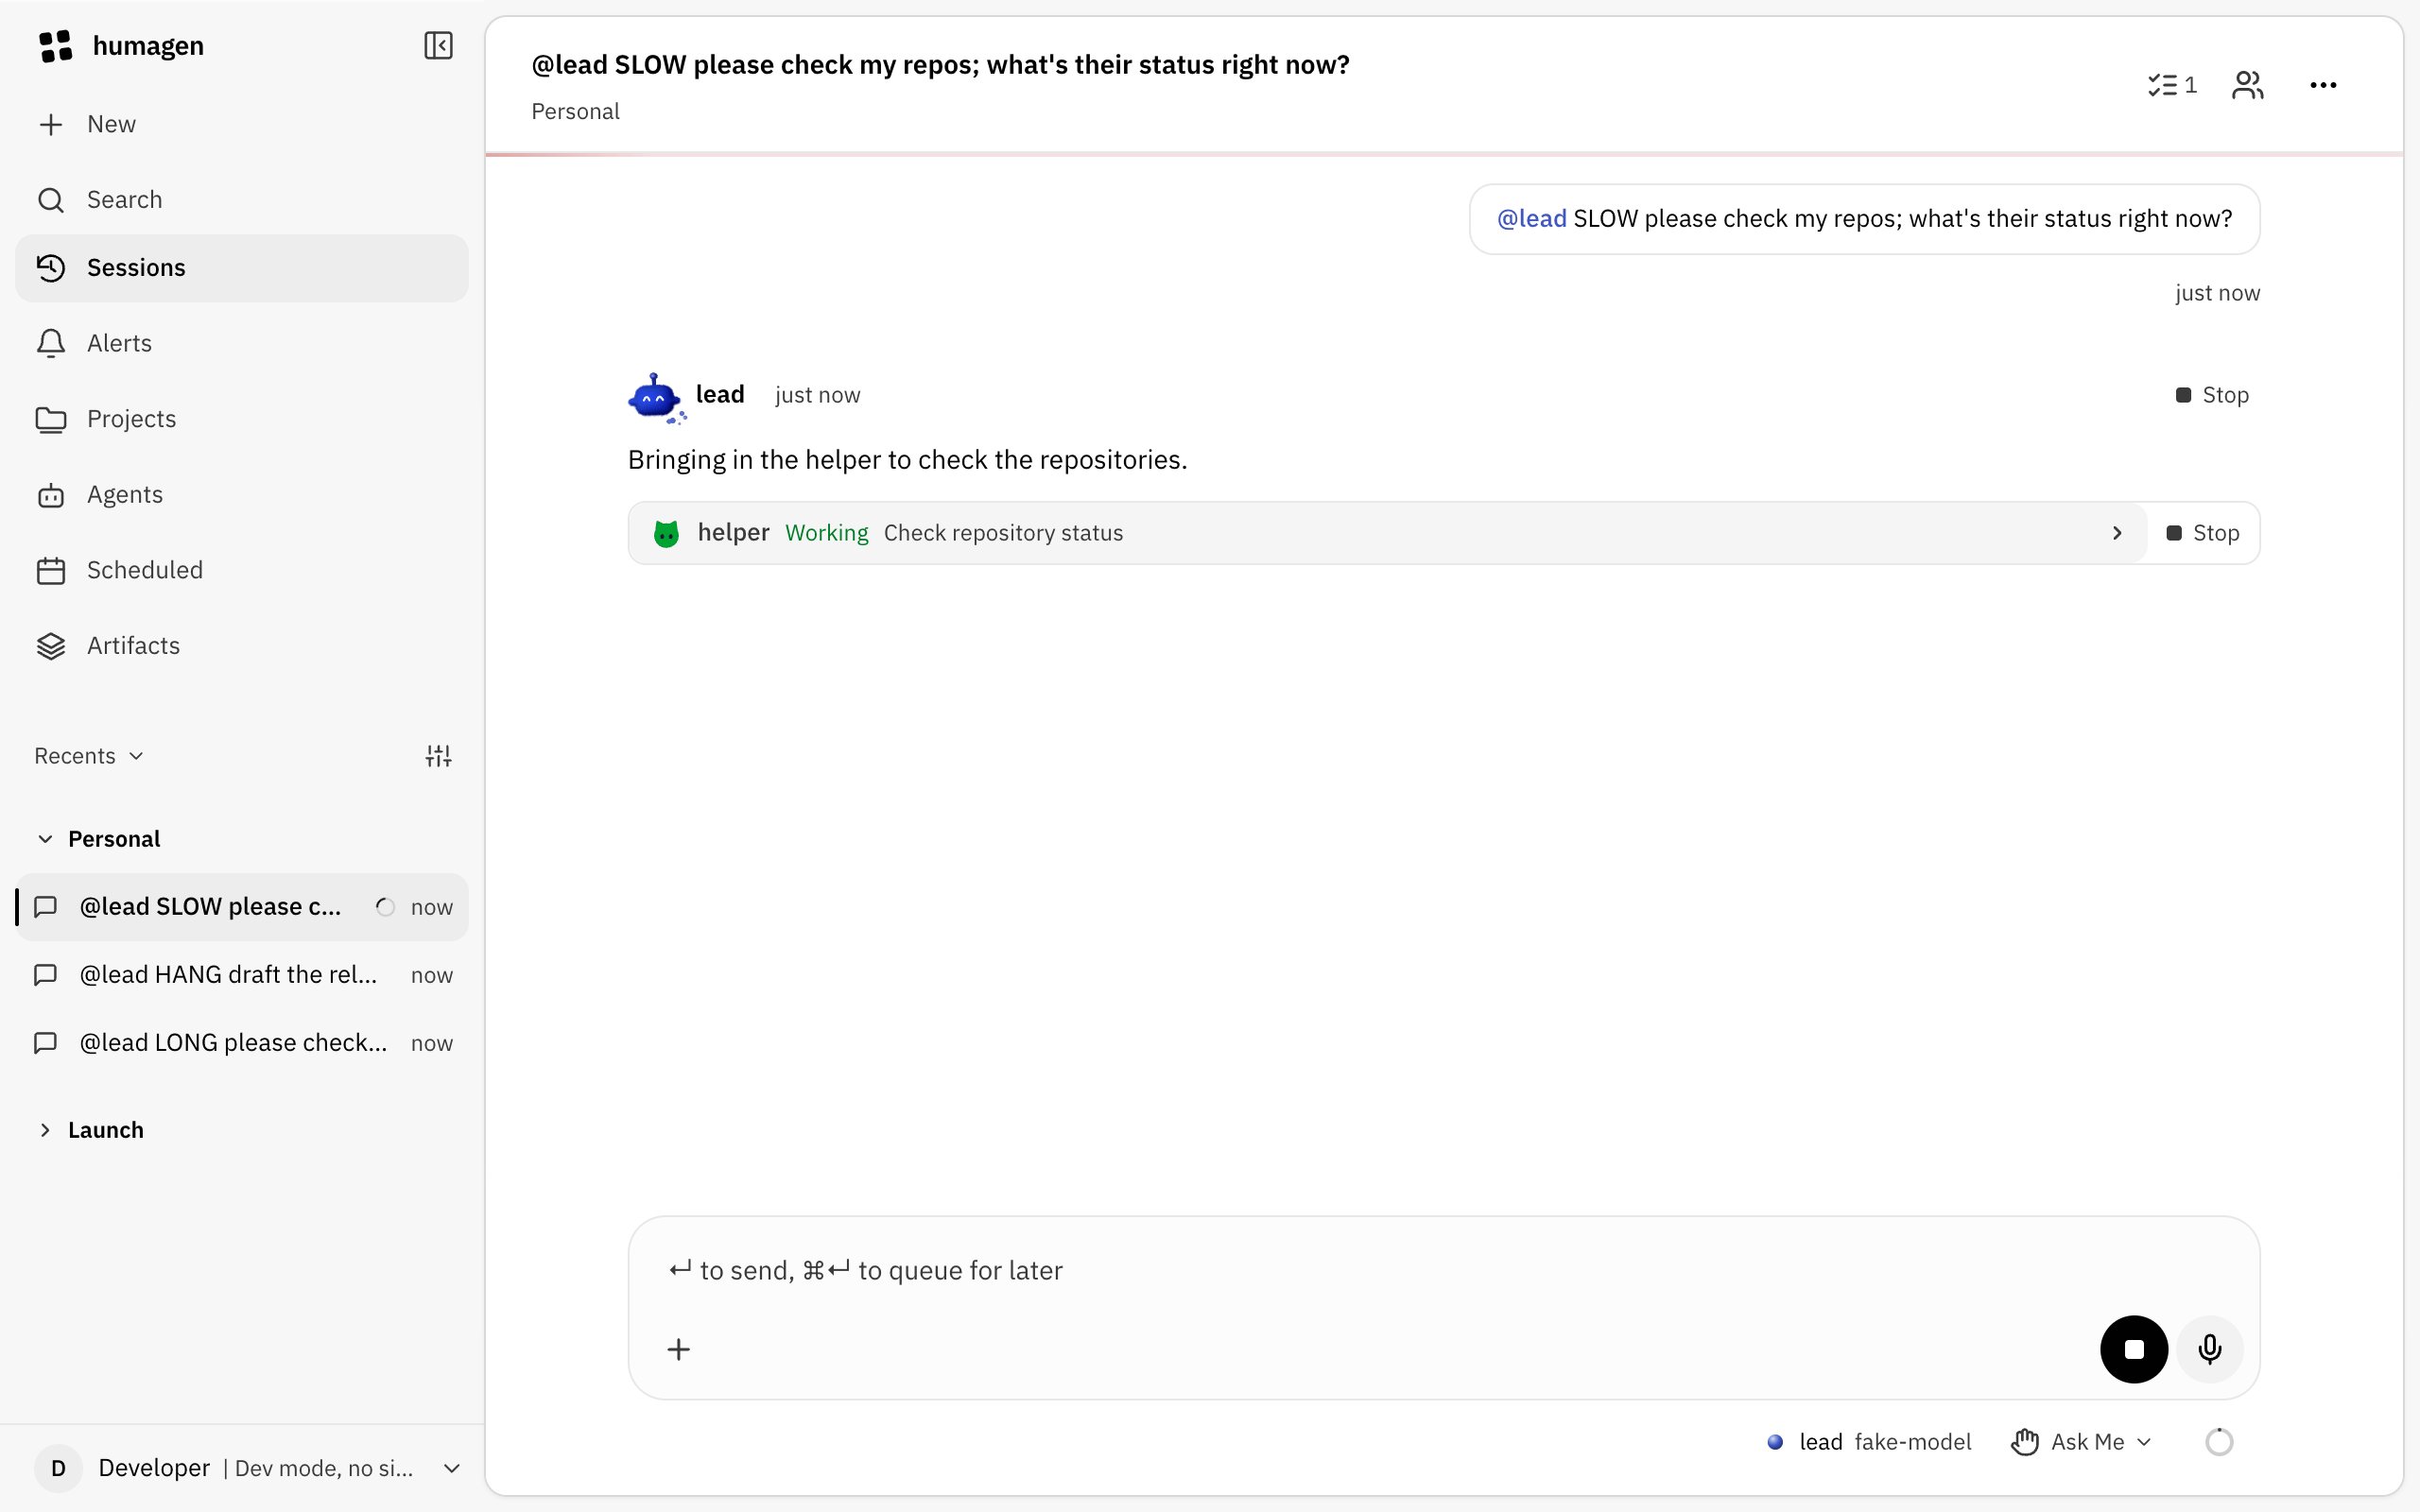 humagen
New
Search
Sessions
Alerts
Projects
Agents
Scheduled
Artifacts
Recents
Personal
@lead SLOW please c... now
@lead HANG draft the rel... now
@lead LONG please check... now
Launch
D Developer | Dev mode, no si...
@lead SLOW please check my repos; what's their status right now?
Personal
1
@lead SLOW please check my repos; what's their status right now?
just now
lead just now Stop
Bringing in the helper to check the repositories.
helper Working Check repository status Stop
↵ to send, ⌘↵ to queue for later
lead fake-model Ask Me